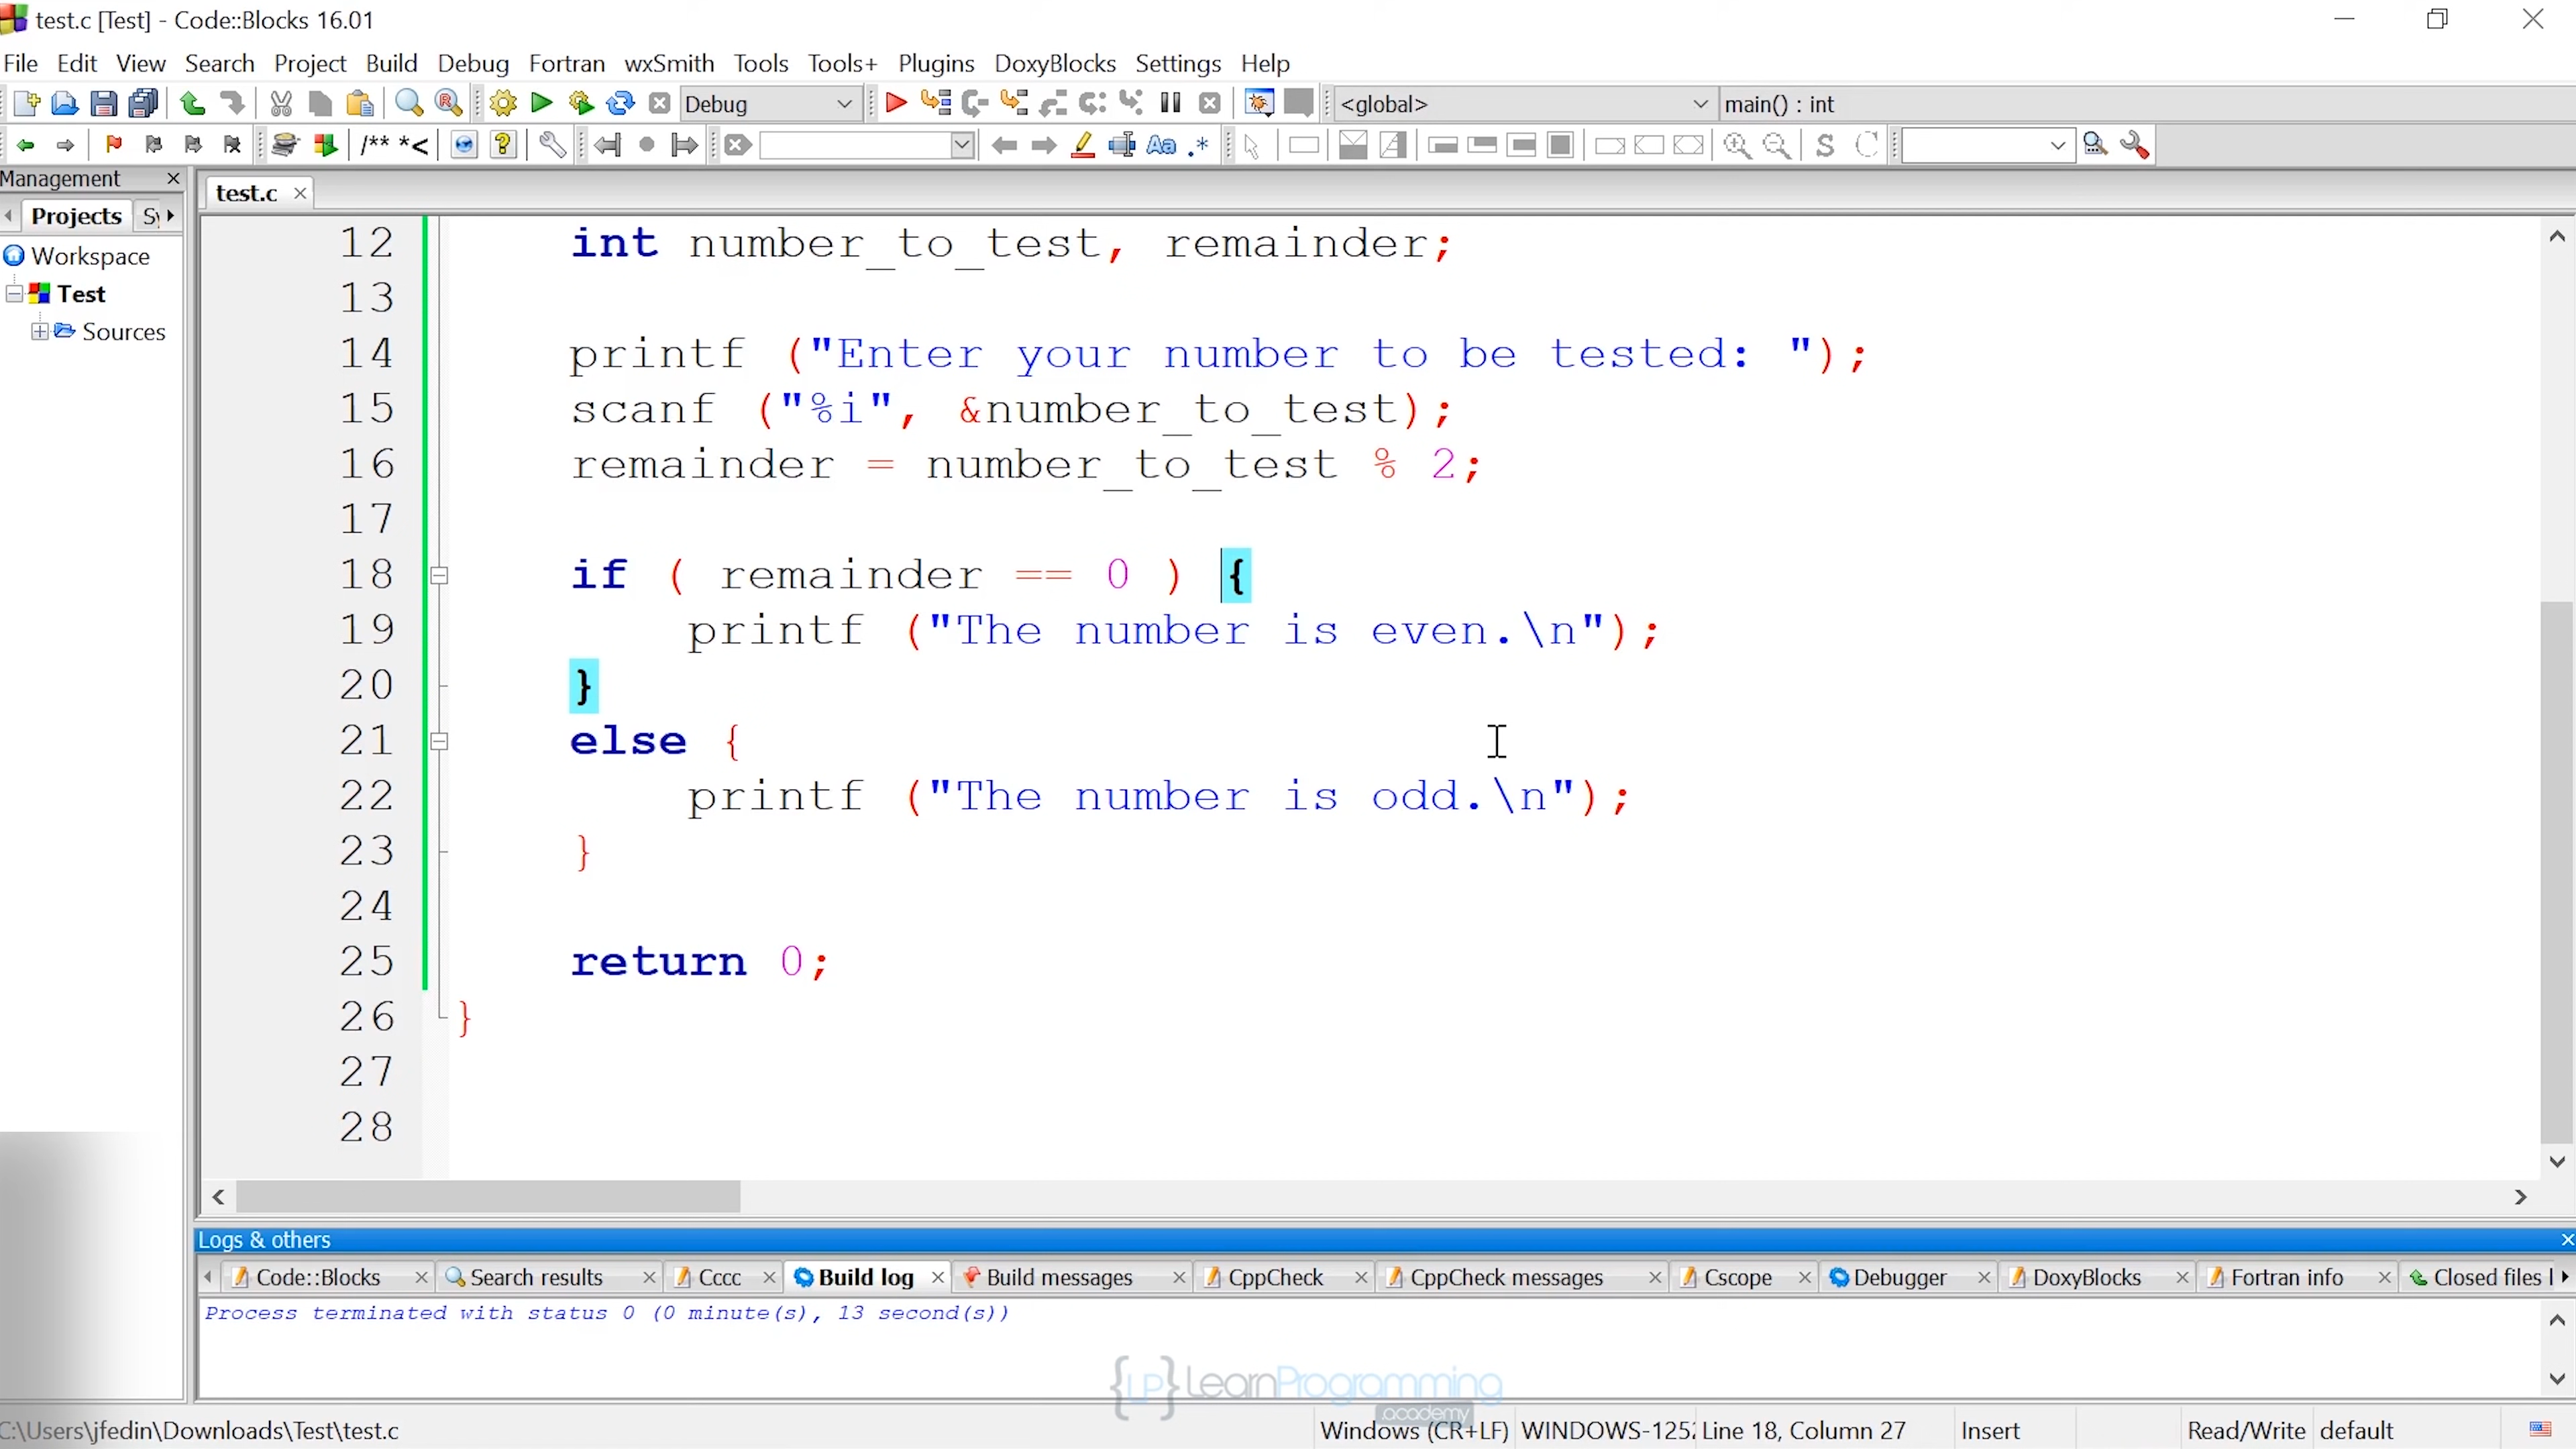 test.c [Test] - Code::Blocks 16.01
File Edit View Search Project Build Debug Fortran wxSmith Tools Tools+ Plugins DoxyBlocks Settings Help
Debug <global> main() : int
/** *<
Management
Projects Sy
test.c
Workspace
Test
Sources
12 int number_to_test, remainder;
13
14 printf ("Enter your number to be tested: ");
15 scanf ("%i", &number_to_test);
16 remainder = number_to_test % 2;
17
18 if ( remainder == 0 ) {
19 printf ("The number is even.\n");
20 }
21 else {
22 printf ("The number is odd.\n");
23 }
24
25 return 0;
26 }
27
28
Logs & others
Code::Blocks Search results Cccc Build log Build messages CppCheck CppCheck messages Cscope Debugger DoxyBlocks Fortran info Closed files l
Process terminated with status 0 (0 minute(s), 13 second(s))
{LP} LearnProgramming
.academy
C:\Users\jfedin\Downloads\Test\test.c Windows (CR+LF) WINDOWS-1252 Line 18, Column 27 Insert Read/Write default